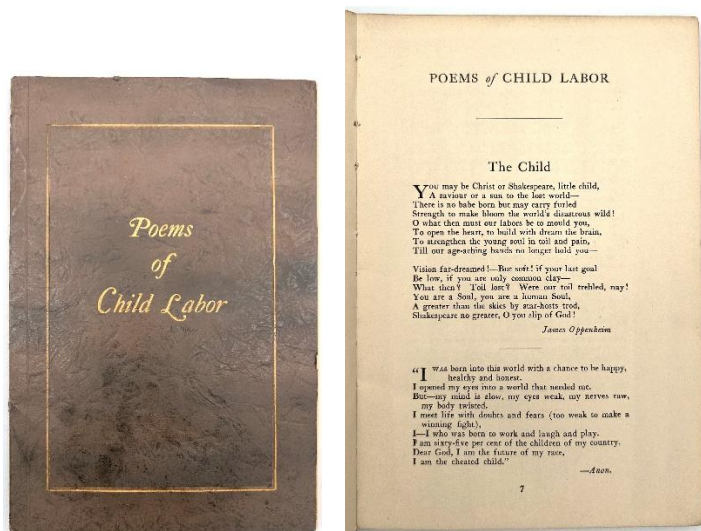 Poems
of
Child Labor
POEMS of CHILD LABOR
The Child
You may be Christ or Shakespeare, little child,
A saviour or a sun to the lost world—
There is no babe born but may carry furled
Strength to make bloom the world's disastrous wild!
O what then must our labors be to mould you,
To open the heart, to build with dream the brain,
To strengthen the young soul in toil and pain,
Till our age-aching hands no longer hold you—
Vision far-dreamed!—But soft! if your last goal
Be low, if you are only common clay—
What then? Toil lost? Were our toil trebled, nay!
You are a Soul, you are a human Soul,
A greater than the skies by star-hosts trod,
Shakespeare no greater, O you slip of God!
James Oppenheim
"I was born into this world with a chance to be happy,
healthy and honest.
I opened my eyes into a world that needed me.
But—my mind is slow, my eyes weak, my nerves raw,
my body twisted.
I meet life with doubts and fears (too weak to make a
winning fight),
I—I who was born to work and laugh and play.
I am sixty-five per cent of the children of my country.
Dear God, I am the future of my race,
I am the cheated child."
—Anon.
7